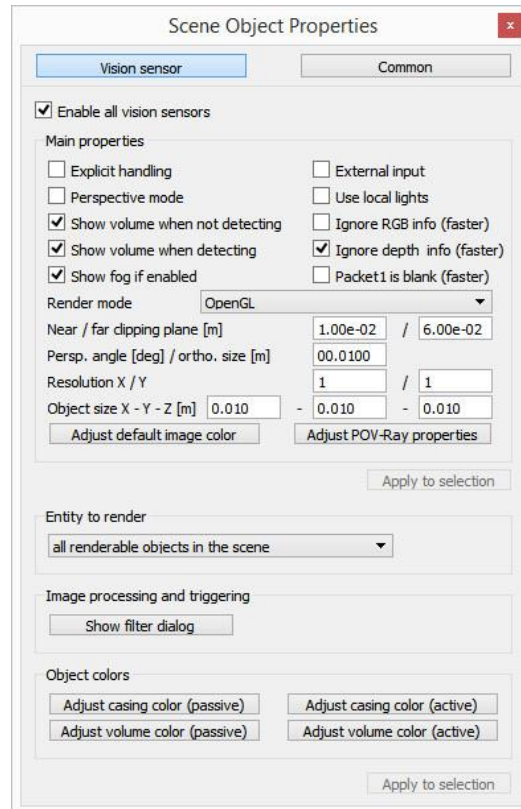 Scene Object Properties
x
Vision sensor Common
Enable all vision sensors
Main properties
Explicit handling External input
Perspective mode Use local lights
Show volume when not detecting Ignore RGB info (faster)
Show volume when detecting Ignore depth info (faster)
Show fog if enabled Packet1 is blank (faster)
Render mode OpenGL
Near / far clipping plane [m] 1.00e-02 / 6.00e-02
Persp. angle [deg] / ortho. size [m] 00.0100
Resolution X / Y 1 / 1
Object size X - Y - Z [m] 0.010 - 0.010 - 0.010
Adjust default image color Adjust POV-Ray properties
Apply to selection
Entity to render
all renderable objects in the scene
Image processing and triggering
Show filter dialog
Object colors
Adjust casing color (passive) Adjust casing color (active)
Adjust volume color (passive) Adjust volume color (active)
Apply to selection